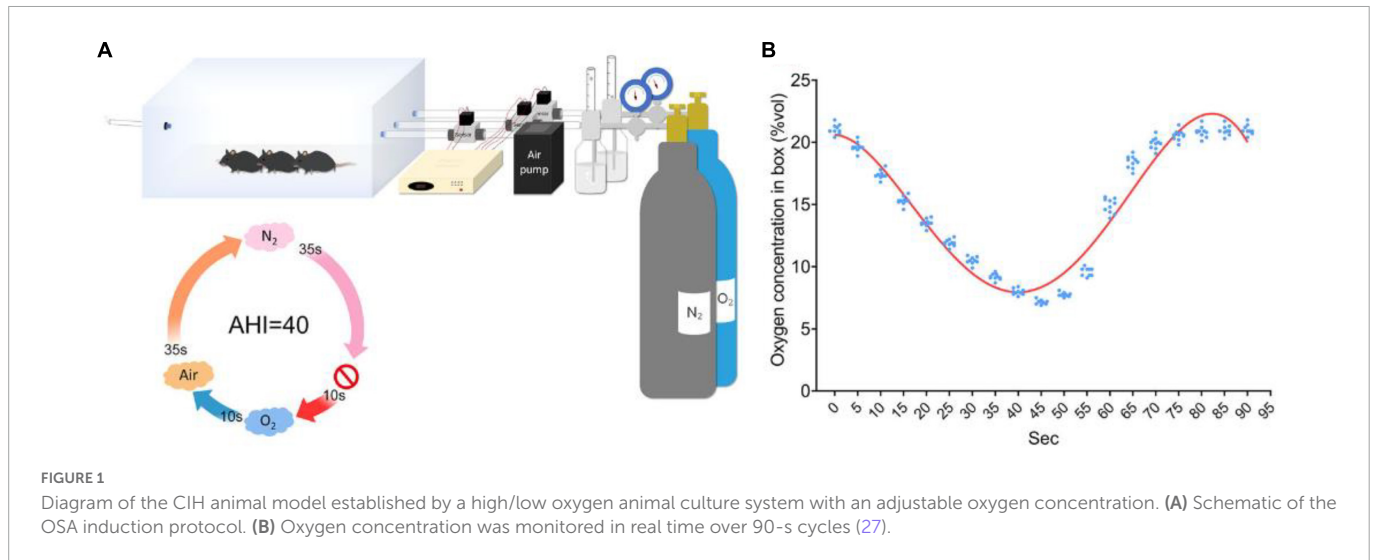 A
Air
pump
N2
O2
N2
35s
AHI=40
35s
Air
10s
10s
O2
B
Oxygen concentration in box (%vol)
25
20
15
10
5
0
0 5 10 15 20 25 30 35 40 45 50 55 60 65 70 75 80 85 90 95
Sec
FIGURE 1
Diagram of the CIH animal model established by a high/low oxygen animal culture system with an adjustable oxygen concentration. (A) Schematic of the
OSA induction protocol. (B) Oxygen concentration was monitored in real time over 90-s cycles (27).